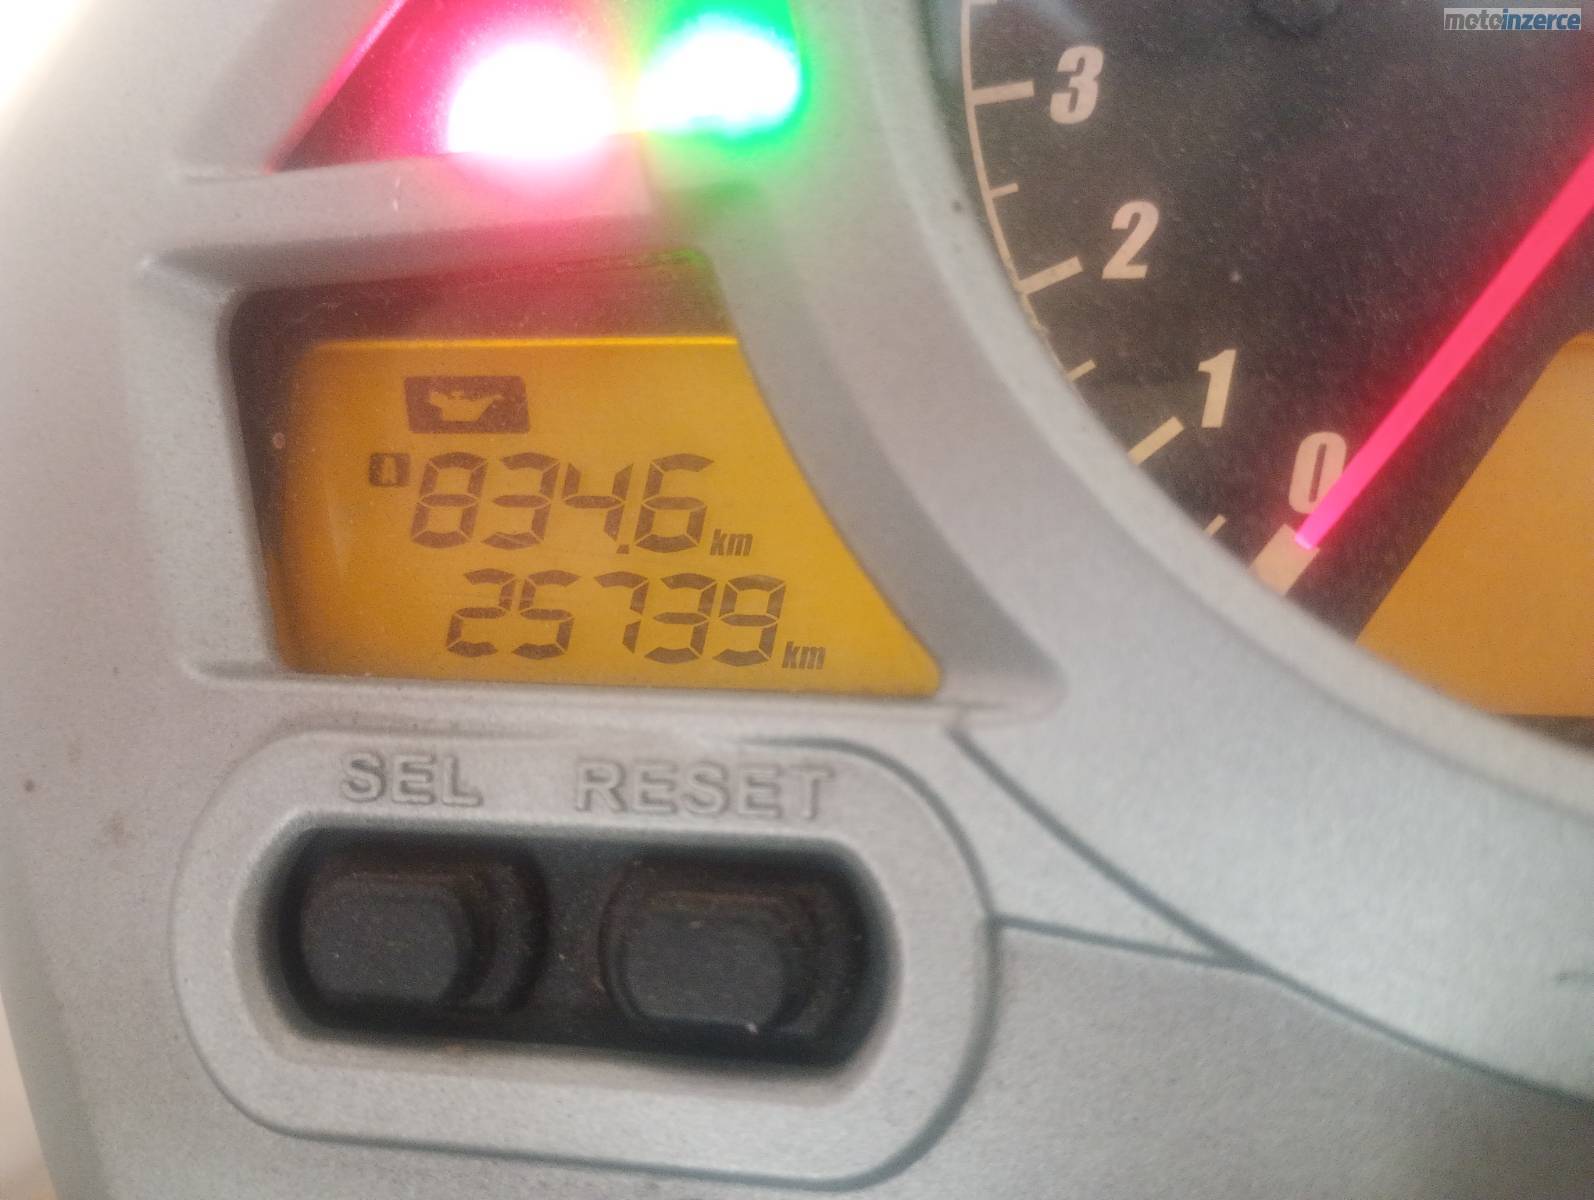 motoinzerce
3
2
1
0
A 834.6 km
25739 km
SEL RESET